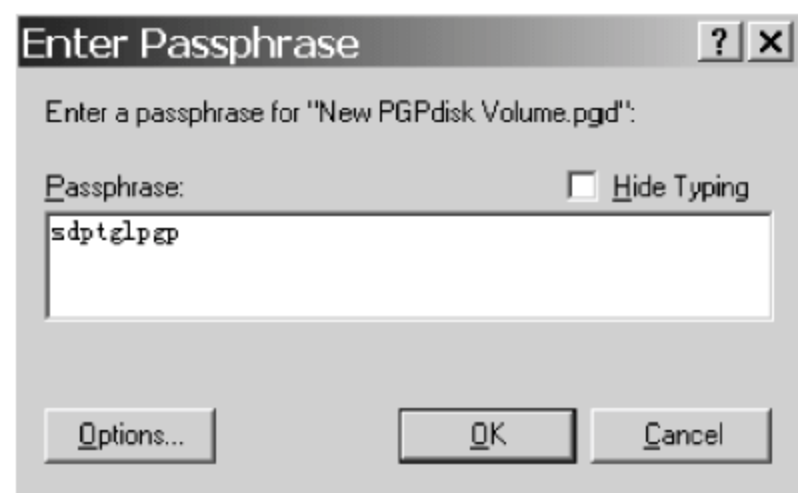 Enter Passphrase
? ×
Enter a passphrase for "New PGPdisk Volume.pgd":
Passphrase:
Hide Typing
sdptglpgp
Options...
OK
Cancel